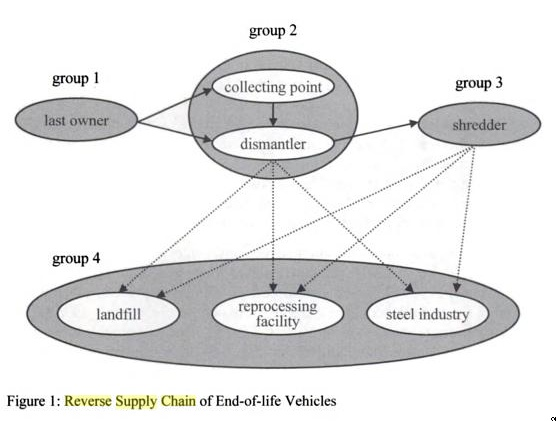 group 2
group 1
collecting point
group 3
last owner
shredder
dismantler
group 4
landfill
reprocessing
facility
steel industry
Figure 1: Reverse Supply Chain of End-of-life Vehicles